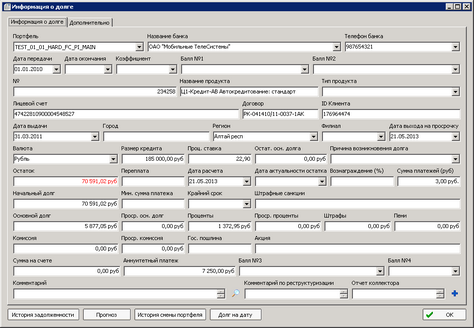 Информация о долге
Информация о долге Дополнительно
Портфель Название банка Телефон банка
TEST_01_01_HARD_FC_PI_MAIN ОАО "Мобильные ТелеСистемы" 987654321
Дата передачи Дата окончания Коэффициент Балл №1 Балл №2
01.01.2010
№ Название продукта Тип продукта
234258 Ц1-Кредит-АВ Автокредитование: стандарт
Лицевой счет Договор ID Клиента
47422810900004548527 РК-041410/11-0037-1АК 176964474
Дата выдачи Город Регион Филиал Дата выхода на просрочку
31.03.2011 Алтай респ 21.05.2013
Валюта Размер кредита Проц. ставка Остат. осн. долга Причина возникновения долга
Рубль 185 000,00 руб 22,90 0,00 руб
Остаток Переплата Дата расчета Дата актуальности остатка Вознаграждение (%) Сумма платежей (руб)
70 591,02 руб 21.05.2013 3,00 руб
Начальный долг Мин. сумма платежа Крайний срок Штрафные санкции
70 591,02 руб
Основной долг Проср. осн. долг Проценты Проср. проценты Штрафы Пени
5 877,05 руб 0,00 руб 1 372,95 руб 0,00 руб 0,00 руб 0,00 руб
Комиссия Проср. комиссия Гос. пошлина Акция
0,00 руб 0,00 руб
Сумма на счете Аннуитетный платеж Балл №3 Балл №4
0,00 руб 7 250,00 руб
Комментарий Комментарий по реструктуризации Отчет коллектора
История задолженности Прогноз История смены портфеля Долг на дату OK